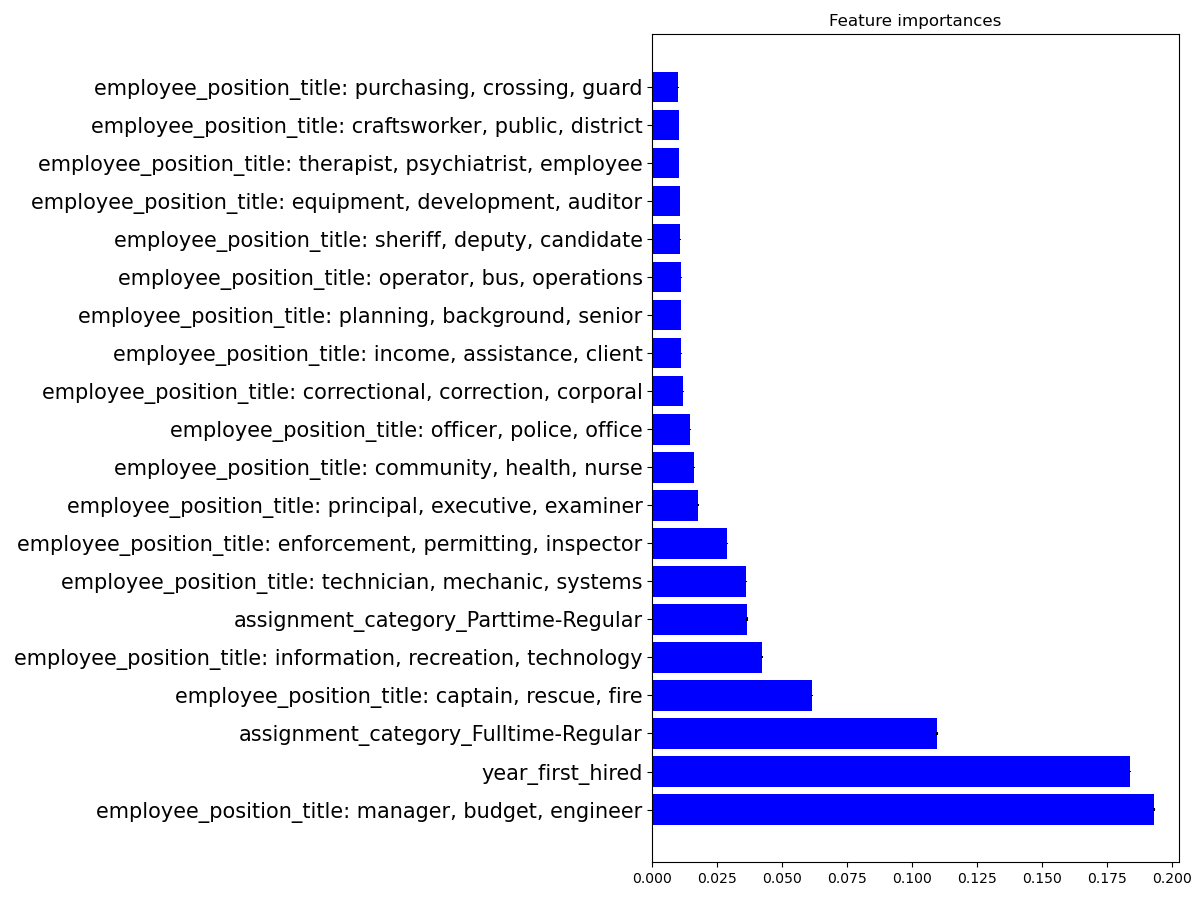 Feature importances
employee_position_title: purchasing, crossing, guard
employee_position_title: craftsworker, public, district
employee_position_title: therapist, psychiatrist, employee
employee_position_title: equipment, development, auditor
employee_position_title: sheriff, deputy, candidate
employee_position_title: operator, bus, operations
employee_position_title: planning, background, senior
employee_position_title: income, assistance, client
employee_position_title: correctional, correction, corporal
employee_position_title: officer, police, office
employee_position_title: community, health, nurse
employee_position_title: principal, executive, examiner
employee_position_title: enforcement, permitting, inspector
employee_position_title: technician, mechanic, systems
assignment_category_Parttime-Regular
employee_position_title: information, recreation, technology
employee_position_title: captain, rescue, fire
assignment_category_Fulltime-Regular
year_first_hired
employee_position_title: manager, budget, engineer
0.000 0.025 0.050 0.075 0.100 0.125 0.150 0.175 0.200